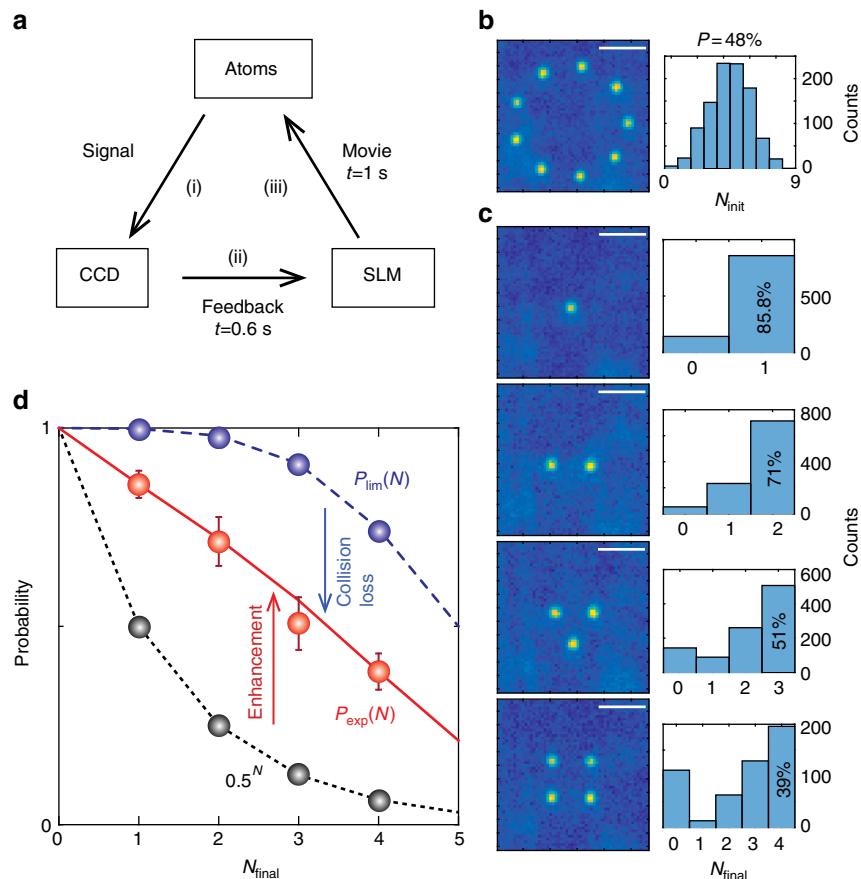 a
Atoms
Signal
Movie
t=1 s
(i)
(iii)
(ii)
CCD
SLM
Feedback
t=0.6 s
b
P=48%
200
100
0
Counts
0
9
N_init
c
85.8%
500
0
0
1
71%
800
400
0
0
1
2
Counts
51%
600
400
200
0
0
1
2
3
39%
200
100
0
0
1
2
3
4
N_final
d
1
P_lim(N)
Collision
loss
Enhancement
P_exp(N)
0.5^N
Probability
0
0
1
2
3
4
5
N_final